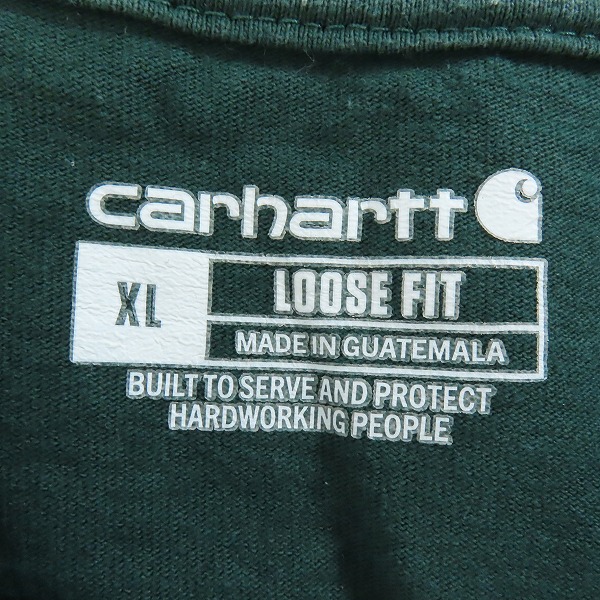 carhartt
XL
LOOSE FIT
MADE IN GUATEMALA
BUILT TO SERVE AND PROTECT
HARDWORKING PEOPLE